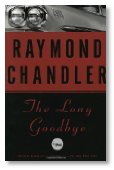 RAYMOND
CHANDLER
The Long
Goodbye